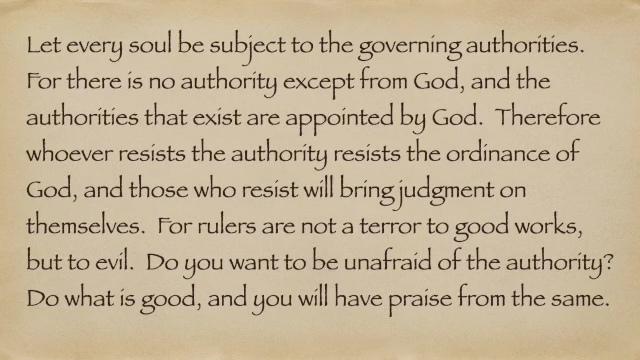 Let every soul be subject to the governing authorities.
For there is no authority except from God, and the
authorities that exist are appointed by God.  Therefore
whoever resists the authority resists the ordinance of
God, and those who resist will bring judgment on
themselves.  For rulers are not a terror to good works,
but to evil.  Do you want to be unafraid of the authority?
Do what is good, and you will have praise from the same.